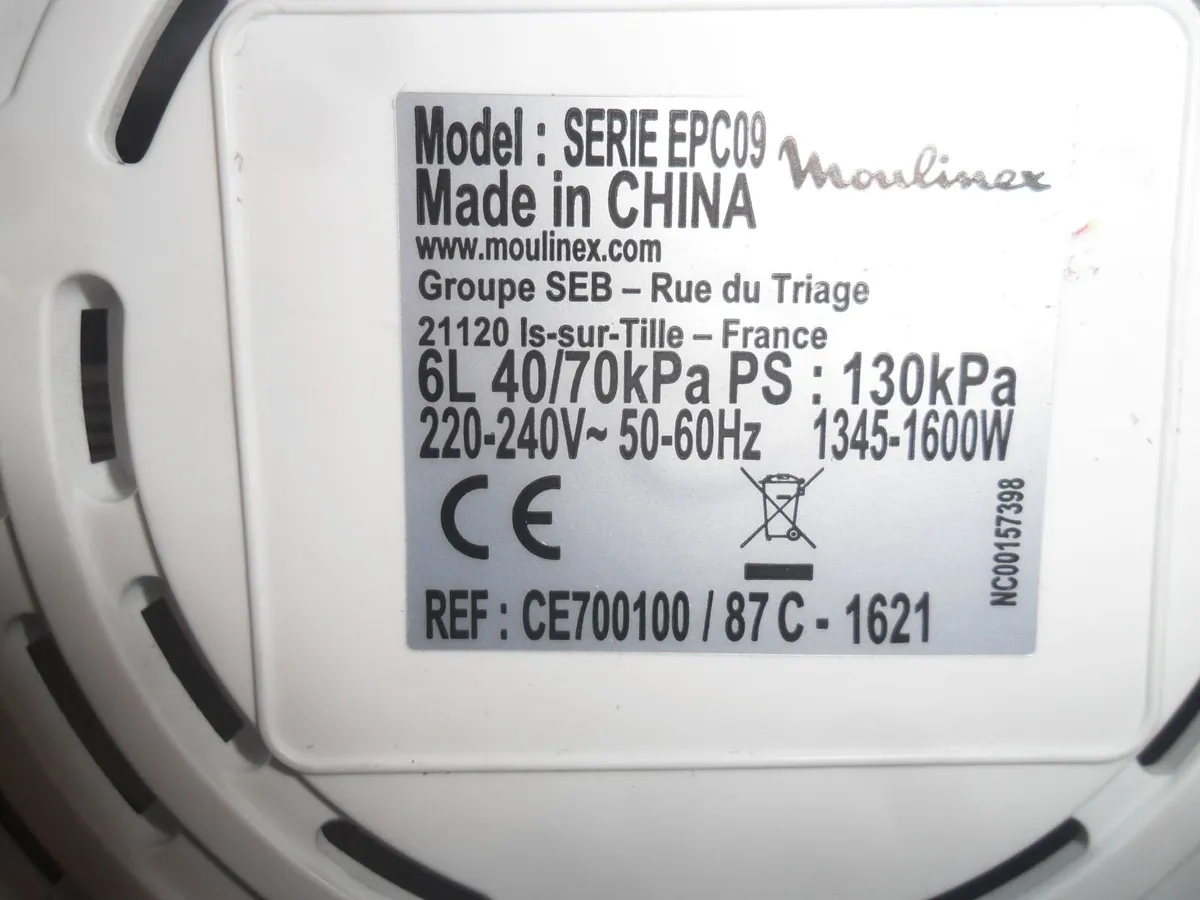 Model : SERIE EPC09
Moulinex
Made in CHINA
www.moulinex.com
Groupe SEB – Rue du Triage
21120 Is-sur-Tille – France
6L 40/70kPa PS : 130kPa
220-240V~ 50-60Hz 1345-1600W
CE
NC00157398
REF : CE700100 / 87 C - 1621